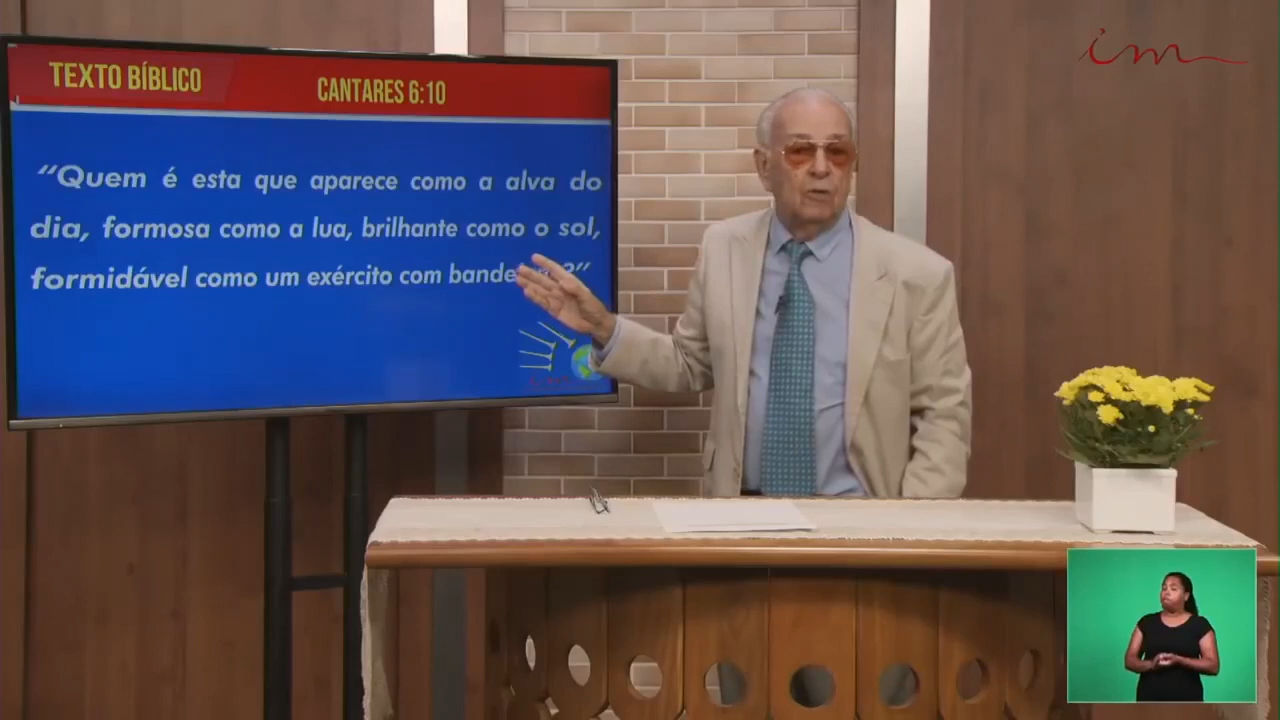 im
TEXTO BÍBLICO CANTARES 6:10
“Quem é esta que aparece como a alva do
dia, formosa como a lua, brilhante como o sol,
formidável como um exército com